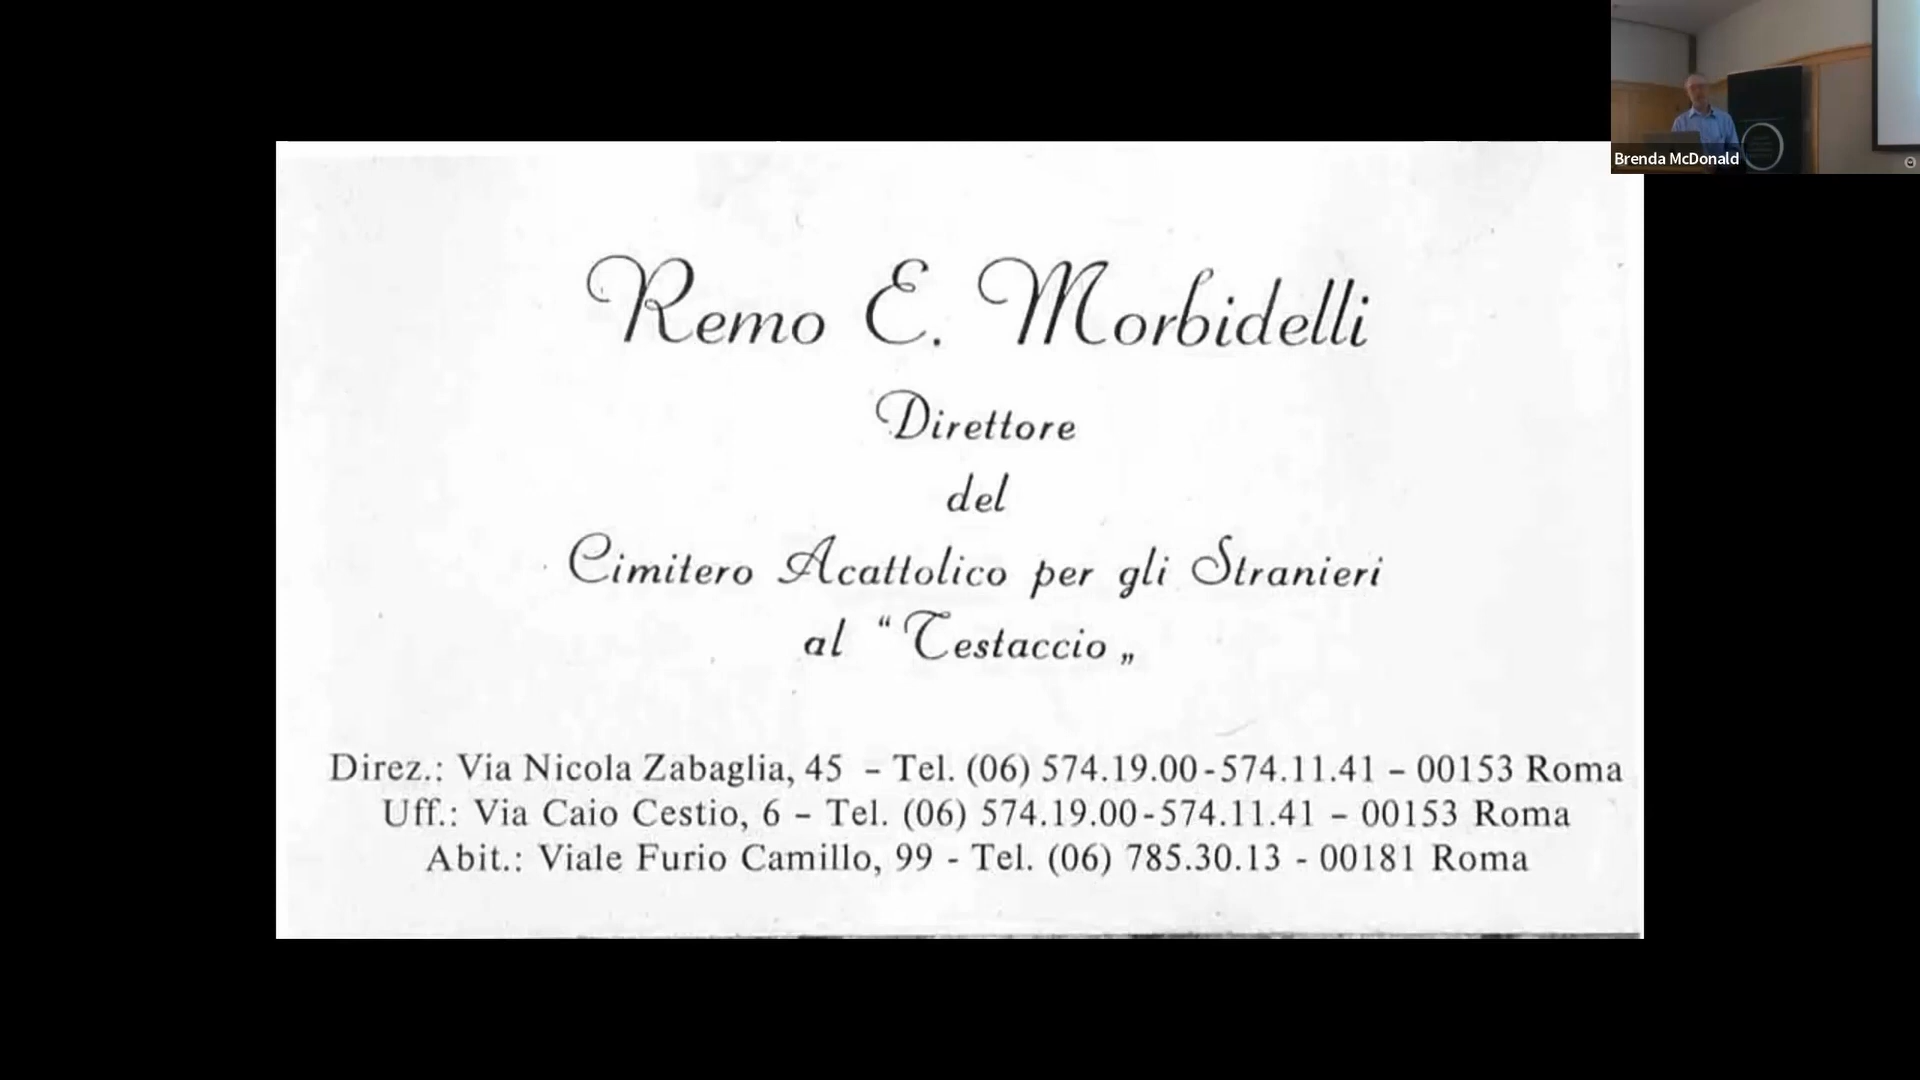 Remo E. Morbidelli
Direttore
del
Cimitero Acattolico per gli Stranieri
al “Testaccio„
Direz.: Via Nicola Zabaglia, 45 – Tel. (06) 574.19.00-574.11.41 – 00153 Roma
Uff.: Via Caio Cestio, 6 – Tel. (06) 574.19.00-574.11.41 – 00153 Roma
Abit.: Viale Furio Camillo, 99 - Tel. (06) 785.30.13 - 00181 Roma
Brenda McDonald